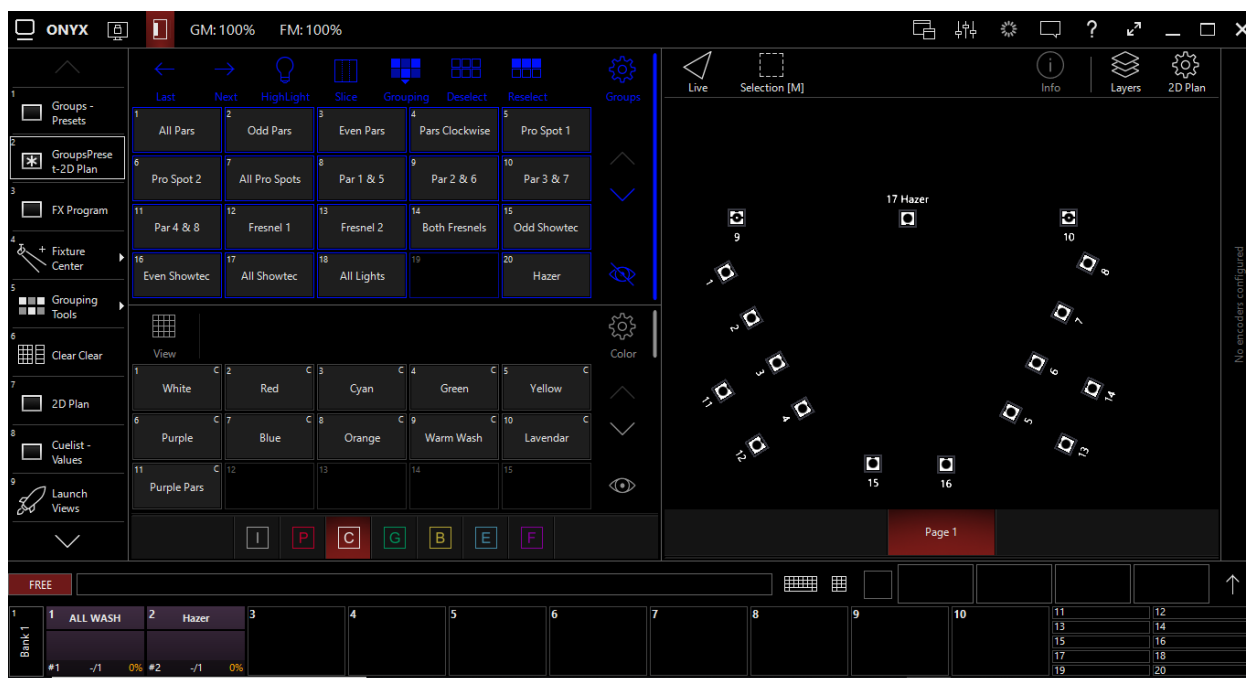 ONYX
GM: 100%
FM: 100%
1
Groups -
Presets
2
GroupsPrese
t-2D Plan
3
FX Program
4
Fixture
Center
5
Grouping
Tools
6
Clear Clear
7
2D Plan
8
Cuelist -
Values
9
Launch
Views
Last
Next
HighLight
Slice
Grouping
Deselect
Reselect
Groups
1 All Pars
2 Odd Pars
3 Even Pars
4 Pars Clockwise
5 Pro Spot 1
6 Pro Spot 2
7 All Pro Spots
8 Par 1 & 5
9 Par 2 & 6
10 Par 3 & 7
11 Par 4 & 8
12 Fresnel 1
13 Fresnel 2
14 Both Fresnels
15 Odd Showtec
16 Even Showtec
17 All Showtec
18 All Lights
19
20 Hazer
View
Color
1 C White
2 C Red
3 C Cyan
4 C Green
5 C Yellow
6 C Purple
7 C Blue
8 C Orange
9 C Warm Wash
10 C Lavendar
11 C Purple Pars
12
13
14
15
I P C G B E F
Live
Selection [M]
Info
Layers
2D Plan
17 Hazer
9
10
1
8
2
7
3
6
11
14
4
5
12
13
15
16
Page 1
No encoders configured
FREE
1
Bank 1
1 ALL WASH
#1 -/1 0%
2 Hazer
#2 -/1 0%
3
4
5
6
7
8
9
10
11
12
13
14
15
16
17
18
19
20